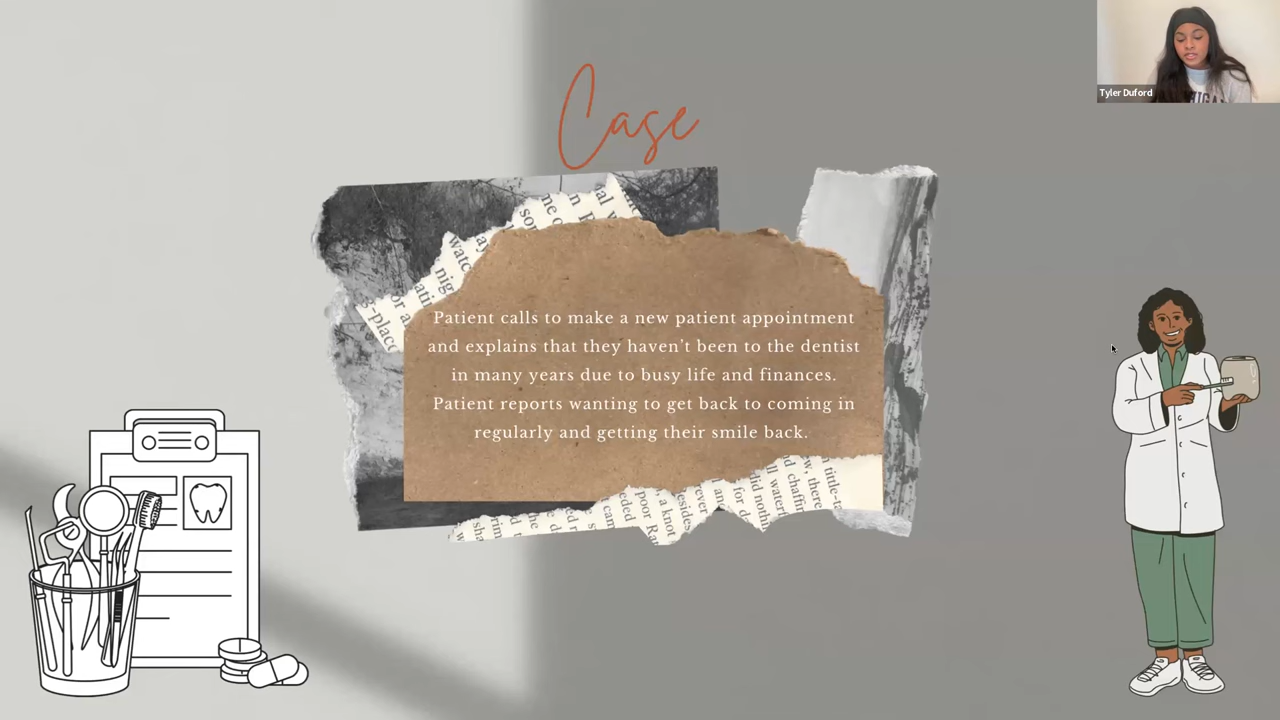 Case
Tyler Duford
Patient calls to make a new patient appointment
and explains that they haven't been to the dentist
in many years due to busy life and finances.
Patient reports wanting to get back to coming in
regularly and getting their smile back.